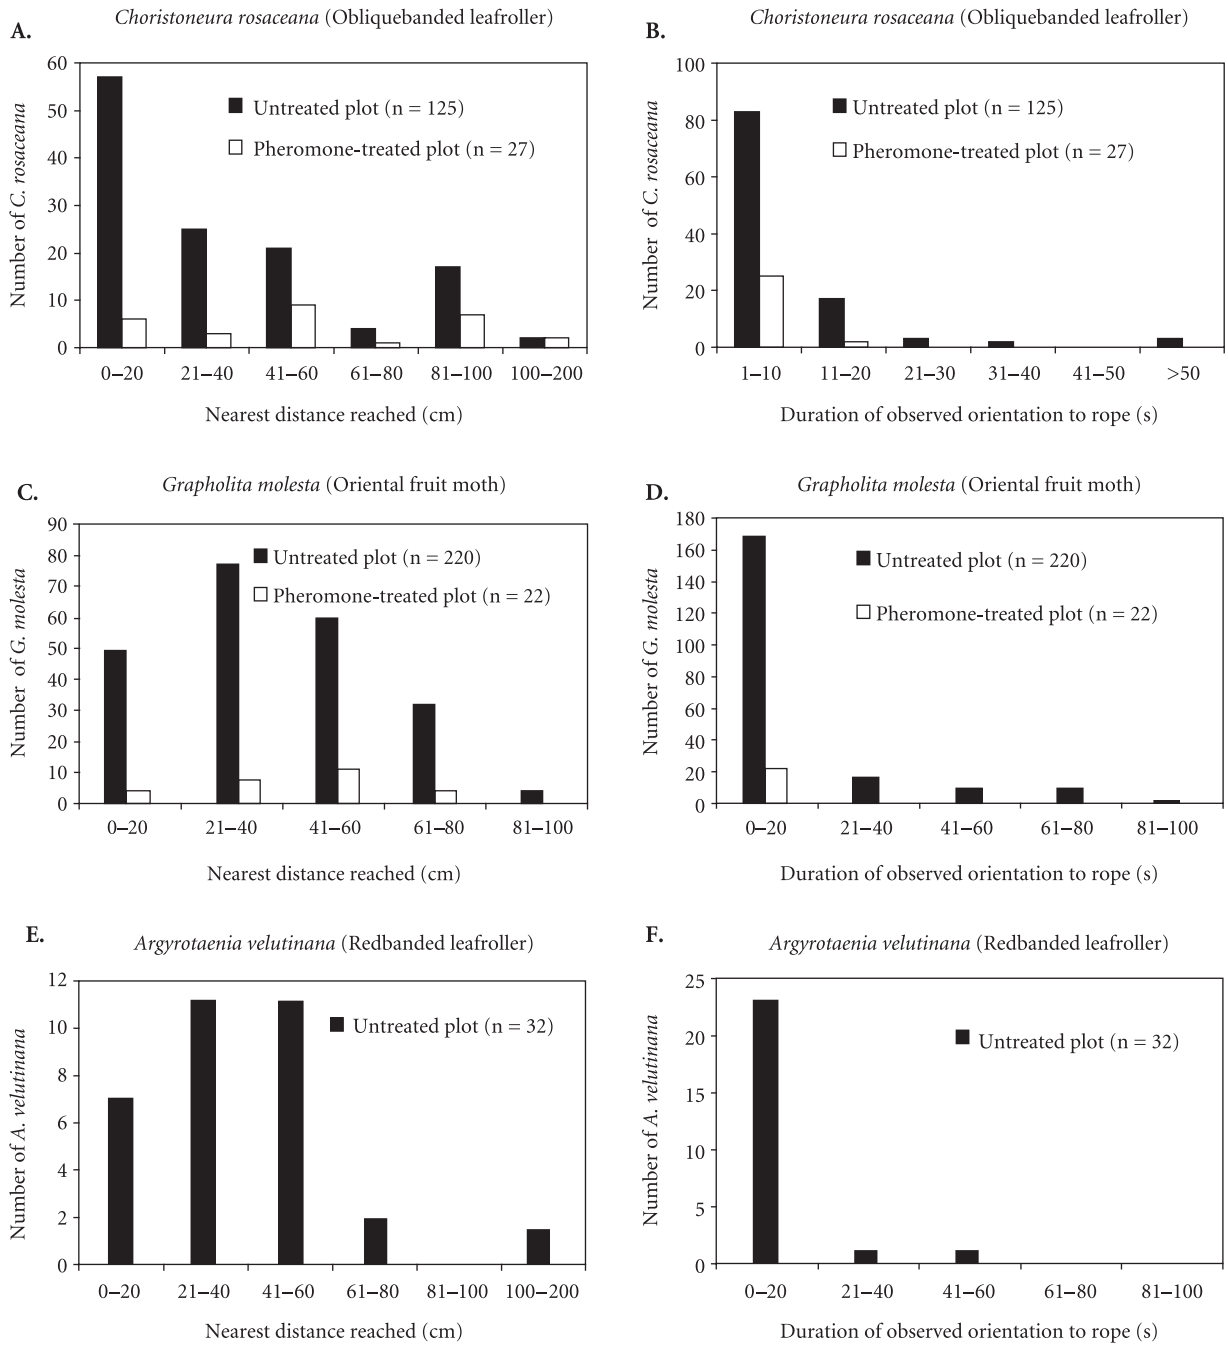 A.
Choristoneura rosaceana (Obliquebanded leafroller)
Number of C. rosaceana
60
50
40
30
20
10
0
Untreated plot (n = 125)
Pheromone-treated plot (n = 27)
0–20 21–40 41–60 61–80 81–100 100–200
Nearest distance reached (cm)
B.
Choristoneura rosaceana (Obliquebanded leafroller)
Number of C. rosaceana
100
80
60
40
20
0
Untreated plot (n = 125)
Pheromone-treated plot (n = 27)
1–10 11–20 21–30 31–40 41–50 >50
Duration of observed orientation to rope (s)
C.
Grapholita molesta (Oriental fruit moth)
Number of G. molesta
90
80
70
60
50
40
30
20
10
0
Untreated plot (n = 220)
Pheromone-treated plot (n = 22)
0–20 21–40 41–60 61–80 81–100
Nearest distance reached (cm)
D.
Grapholita molesta (Oriental fruit moth)
Number of G. molesta
180
160
140
120
100
80
60
40
20
0
Untreated plot (n = 220)
Pheromone-treated plot (n = 22)
0–20 21–40 41–60 61–80 81–100
Duration of observed orientation to rope (s)
E.
Argyrotaenia velutinana (Redbanded leafroller)
Number of A. velutinana
12
10
8
6
4
2
0
Untreated plot (n = 32)
0–20 21–40 41–60 61–80 81–100 100–200
Nearest distance reached (cm)
F.
Argyrotaenia velutinana (Redbanded leafroller)
Number of A. velutinana
25
20
15
10
5
0
Untreated plot (n = 32)
0–20 21–40 41–60 61–80 81–100
Duration of observed orientation to rope (s)